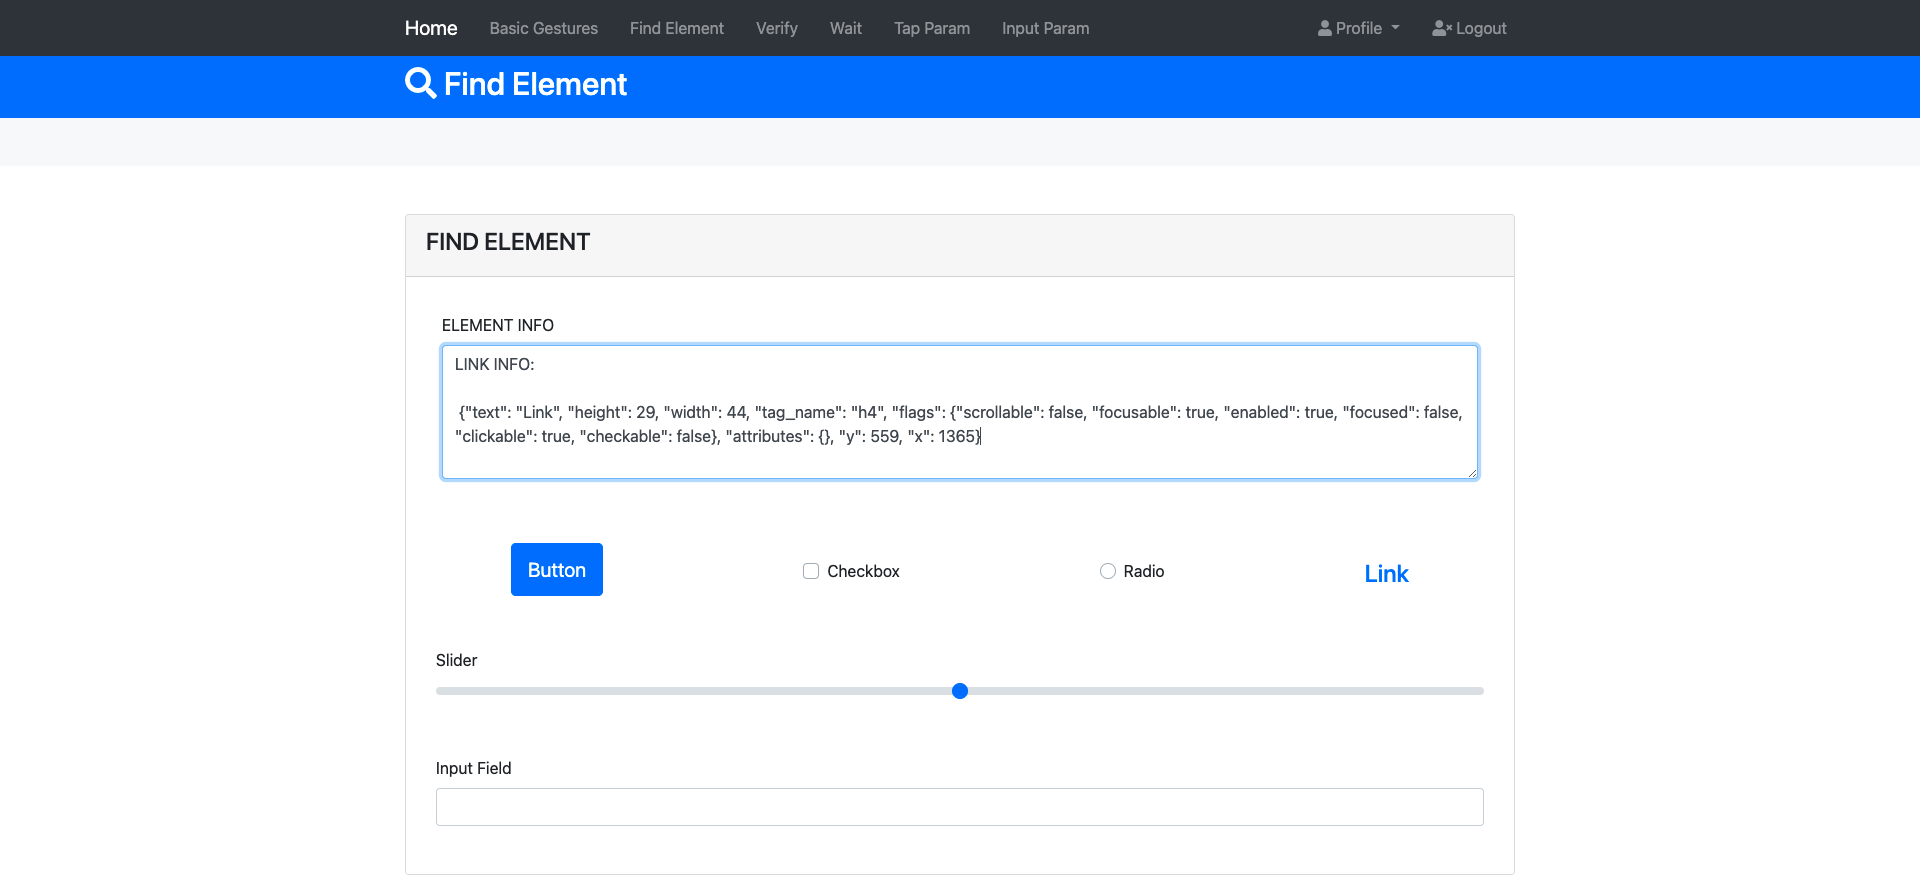 Home Basic Gestures Find Element Verify Wait Tap Param Input Param Profile Logout
Find Element
FIND ELEMENT
ELEMENT INFO
LINK INFO:
{"text": "Link", "height": 29, "width": 44, "tag_name": "h4", "flags": {"scrollable": false, "focusable": true, "enabled": true, "focused": false,
"clickable": true, "checkable": false}, "attributes": {}, "y": 559, "x": 1365}
Button Checkbox Radio Link
Slider
Input Field